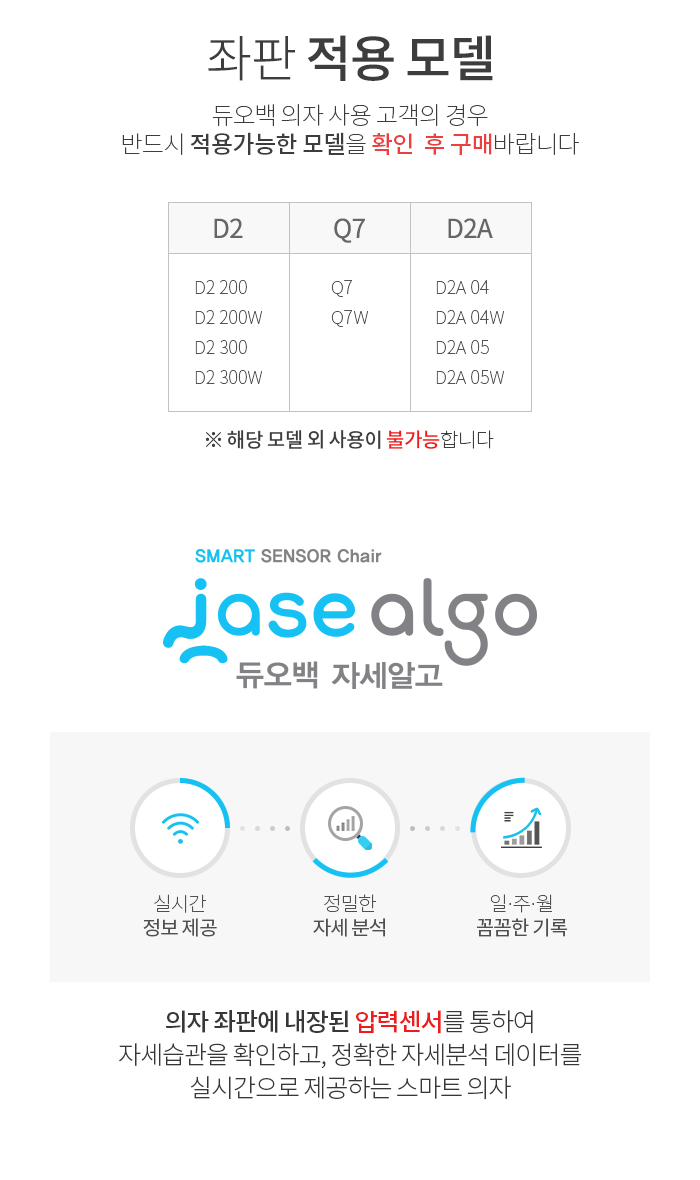 좌판 적용 모델
듀오백 의자 사용 고객의 경우
반드시 적용가능한 모델을 확인 후 구매바랍니다
D2 Q7 D2A
D2 200 Q7 D2A 04
D2 200W Q7W D2A 04W
D2 300 D2A 05
D2 300W D2A 05W
※ 해당 모델 외 사용이 불가능합니다
SMART SENSOR Chair
jase algo
듀오백 자세알고
실시간 정밀한 일·주·월
정보 제공 자세 분석 꼼꼼한 기록
의자 좌판에 내장된 압력센서를 통하여
자세습관을 확인하고, 정확한 자세분석 데이터를
실시간으로 제공하는 스마트 의자